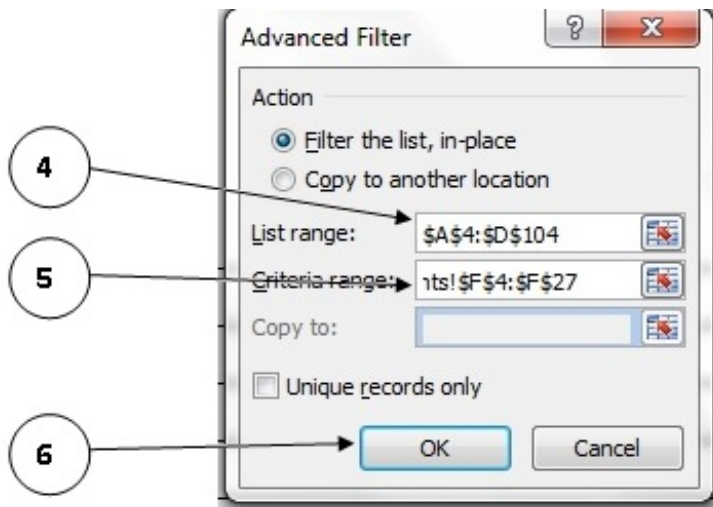 Advanced Filter
Action
Filter the list, in-place
Copy to another location
4
List range: $A$4:$D$104
5
Criteria range: nts!$F$4:$F$27
Copy to:
Unique records only
6
OK Cancel